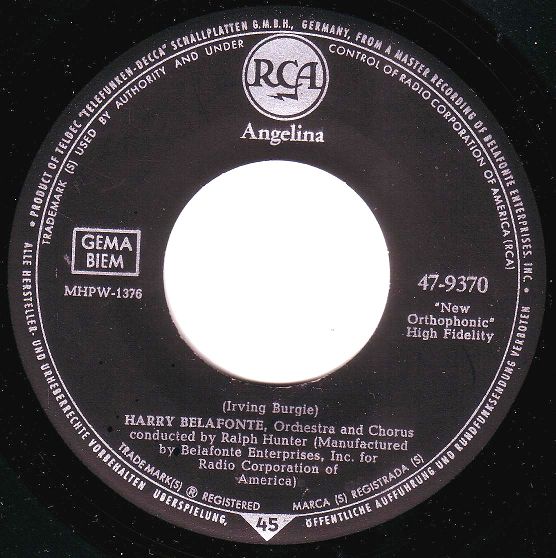 PRODUCT OF TELDEC "TELEFUNKEN-DECCA" SCHALLPLATTEN G.M.B.H., GERMANY, FROM A MASTER RECORDING OF BELAFONTE ENTERPRISES, INC.
TRADEMARK (S) USED BY AUTHORITY AND UNDER CONTROL OF RADIO CORPORATION OF AMERICA (RCA)
RCA
Angelina
GEMA
BIEM
MHPW-1376
47-9370
"New
Orthophonic"
High Fidelity
(Irving Burgie)
HARRY BELAFONTE, Orchestra and Chorus
conducted by Ralph Hunter (Manufactured
by Belafonte Enterprises, Inc. for
Radio Corporation of
America)
TRADEMARK(S) ® REGISTERED
MARCA (S) REGISTRADA (S)
ALLE HERSTELLER- UND URHEBERRECHTE VORBEHALTEN ÜBERSPIELUNG,
45
ÖFFENTLICHE AUFFÜHRUNG UND RUNDFUNKSENDUNG VERBOTEN